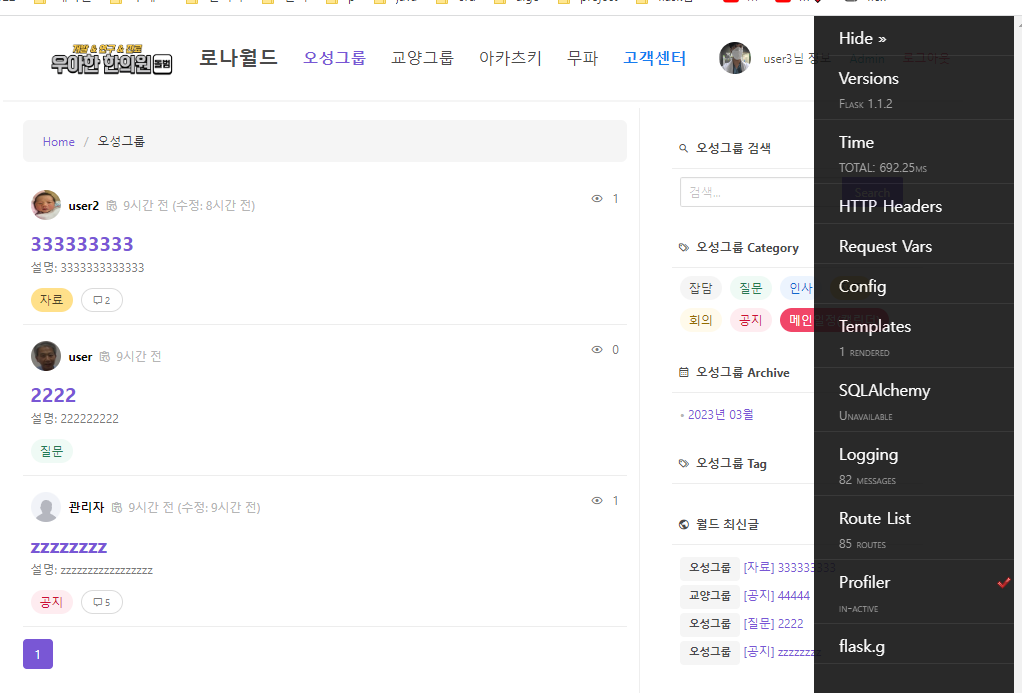 개발 & 연구 & 관로
우아한 한의원 돌범
로나월드 오성그룹 교양그룹 아카츠키 무파 고객센터 user3님 정보 Admin 로그아웃
Home / 오성그룹
user2 9시간 전 (수정: 8시간 전) 1
333333333
설명: 3333333333333
자료 2
user 9시간 전 0
2222
설명: 222222222
질문
관리자 9시간 전 (수정: 9시간 전) 1
zzzzzzzz
설명: zzzzzzzzzzzzzzzzz
공지 5
1
오성그룹 검색
검색... Search
오성그룹 Category
잡담 질문 인사
회의 공지
오성그룹 Archive
2023년 03월
오성그룹 Tag
월드 최신글
오성그룹 [자료] 333333333
교양그룹 [공지] 44444
오성그룹 [질문] 2222
오성그룹 [공지] zzzzzzzz
Hide »
Versions
Flask 1.1.2
Time
TOTAL: 692.25ms
HTTP Headers
Request Vars
Config
Templates
1 rendered
SQLAlchemy
Unavailable
Logging
82 messages
Route List
85 routes
Profiler
in-active
flask.g